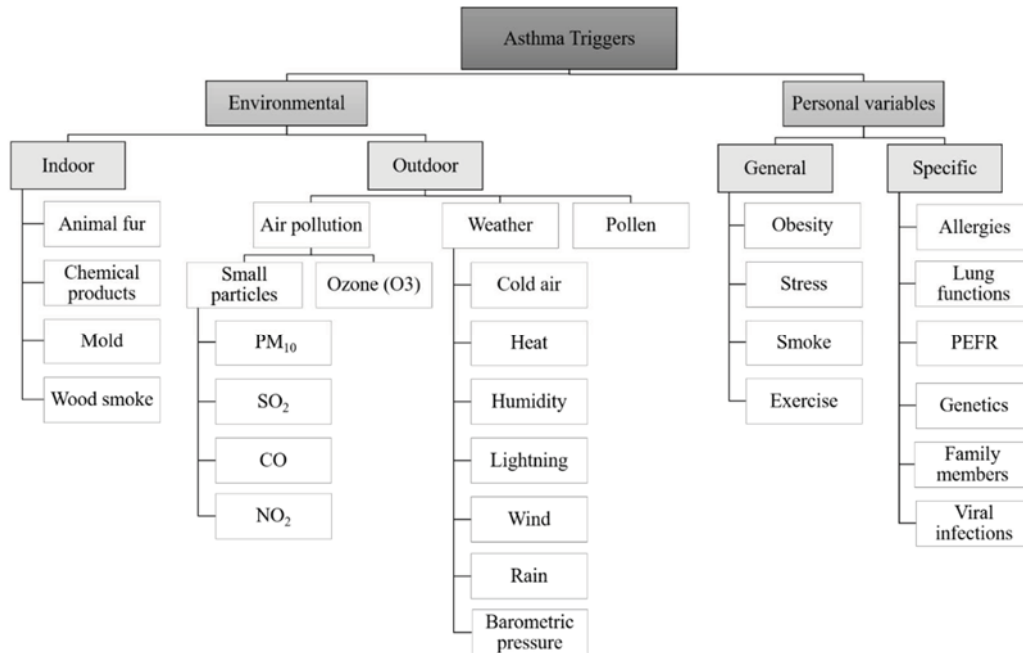 Asthma Triggers
Environmental
Personal variables
Indoor
Outdoor
General
Specific
Animal fur
Chemical
products
Mold
Wood smoke
Air pollution
Weather
Pollen
Small
particles
Ozone (O3)
PM₁₀
SO₂
CO
NO₂
Cold air
Heat
Humidity
Lightning
Wind
Rain
Barometric
pressure
Obesity
Stress
Smoke
Exercise
Allergies
Lung
functions
PEFR
Genetics
Family
members
Viral
infections